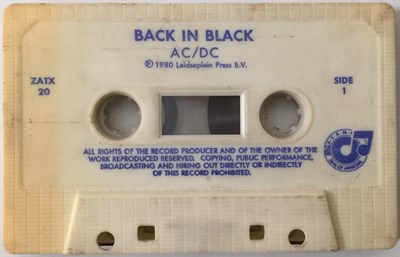 BACK IN BLACK
AC/DC
℗ 1980 Leidseplein Press B.V.
ZATX
20
SIDE
1
ALL RIGHTS OF THE RECORD PRODUCER AND OF THE OWNER OF THE
WORK REPRODUCED RESERVED. COPYING, PUBLIC PERFORMANCE,
BROADCASTING AND HIRING OUT DIRECTLY OR INDIRECTLY
OF THIS RECORD PROHIBITED.